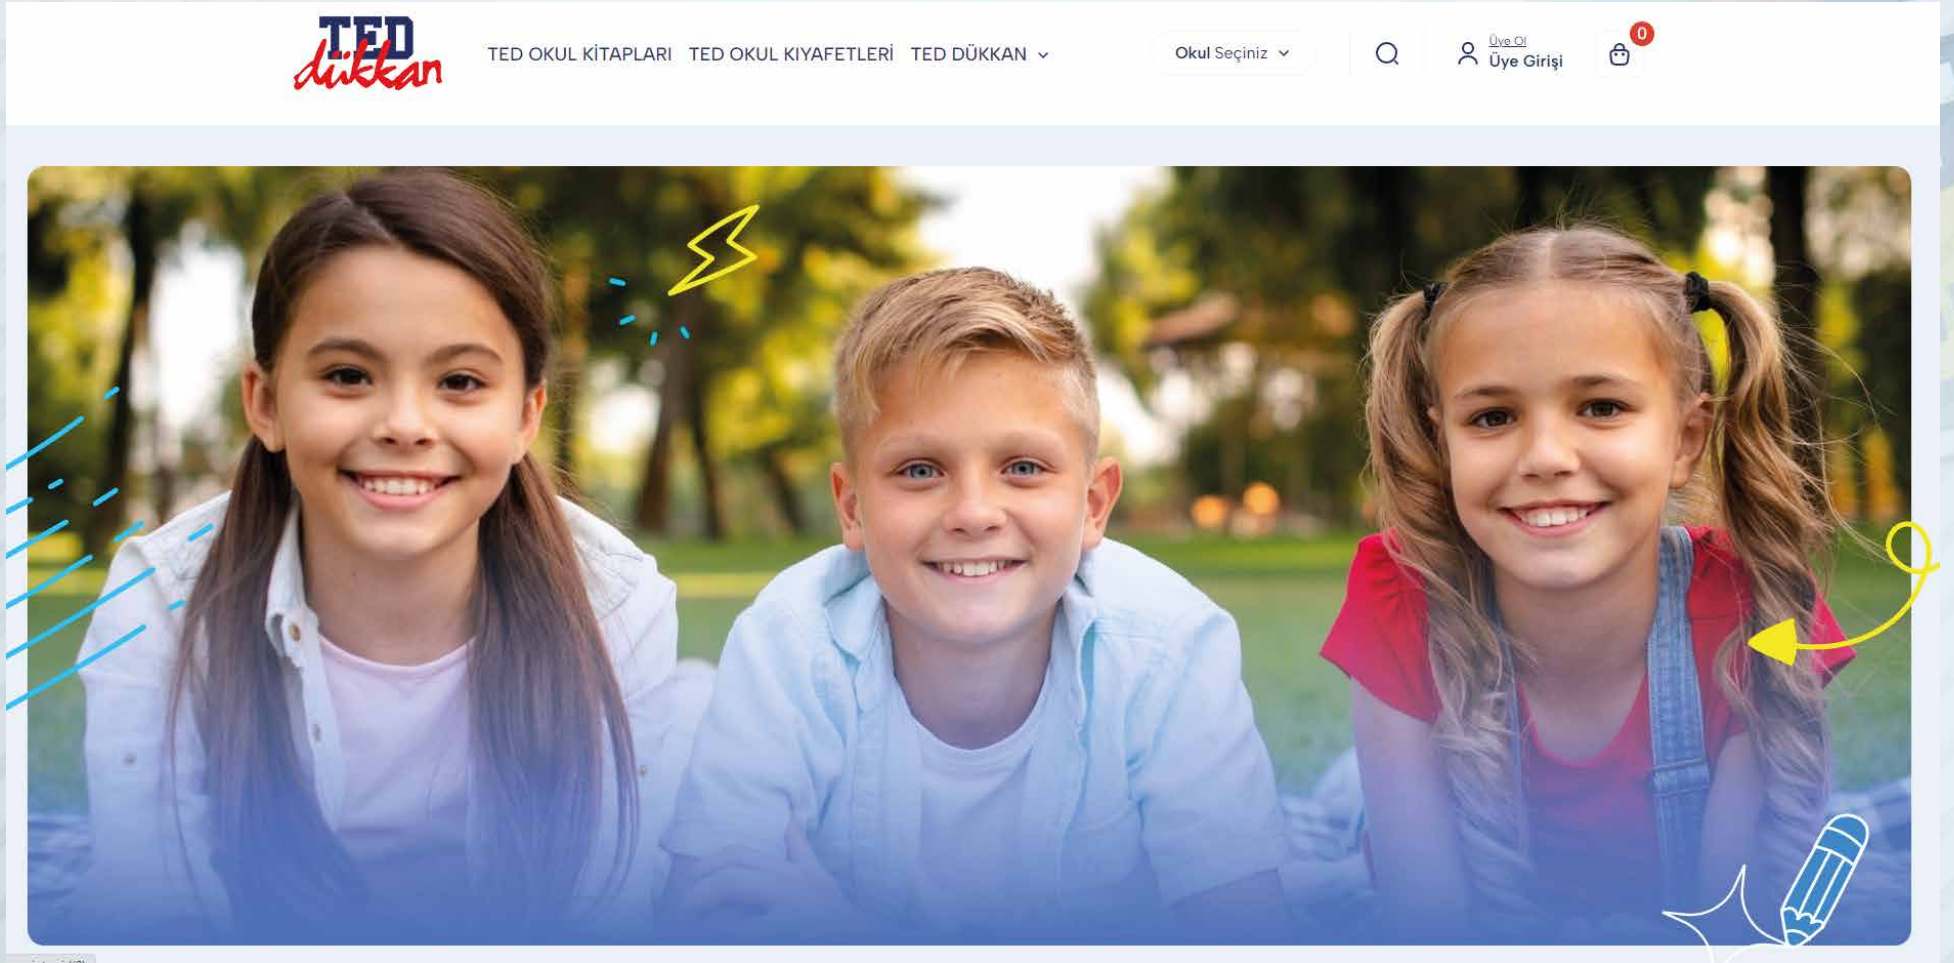 TED
dükkan
TED OKUL KİTAPLARI TED OKUL KIYAFETLERİ TED DÜKKAN
Okul Seçiniz
Üye Ol
Üye Girişi
0